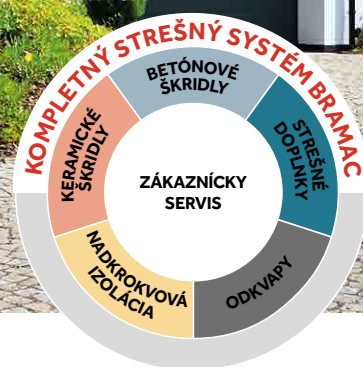 KOMPLETNÝ STREŠNÝ SYSTÉM BRAMAC
BETÓNOVÉ
ŠKRIDLY
STREŠNÉ
DOPLNKY
ODKVAPY
NADKROKVOVÁ
IZOLÁCIA
KERAMICKÉ
ŠKRIDLY
ZÁKAZNÍCKY
SERVIS